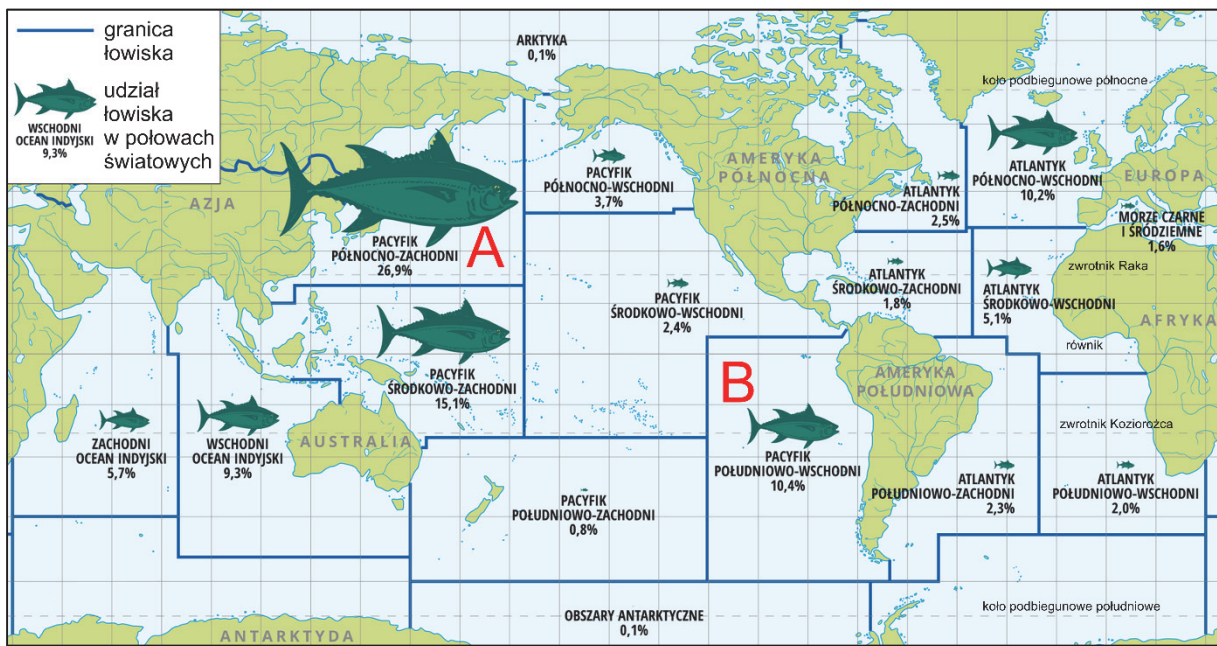 granica
łowiska
udział
łowiska
w połowach
światowych
WSCHODNI
OCEAN INDYJSKI
9,3%
ARKTYKA
0,1%
koło podbiegunowe północne
AZJA
AMERYKA
PÓŁNOCNA
EUROPA
PACYFIK
PÓŁNOCNO-WSCHODNI
3,7%
ATLANTYK
PÓŁNOCNO-ZACHODNI
2,5%
ATLANTYK
PÓŁNOCNO-WSCHODNI
10,2%
MORZE CZARNE
I ŚRÓDZIEMNE
1,6%
PACYFIK
PÓŁNOCNO-ZACHODNI
26,9%
A
zwrotnik Raka
PACYFIK
ŚRODKOWO-WSCHODNI
2,4%
ATLANTYK
ŚRODKOWO-ZACHODNI
1,8%
ATLANTYK
ŚRODKOWO-WSCHODNI
5,1%
AFRYKA
równik
PACYFIK
ŚRODKOWO-ZACHODNI
15,1%
B
AMERYKA
POŁUDNIOWA
zwrotnik Koziorożca
ZACHODNI
OCEAN INDYJSKI
5,7%
WSCHODNI
OCEAN INDYJSKI
9,3%
AUSTRALIA
PACYFIK
POŁUDNIOWO-WSCHODNI
10,4%
PACYFIK
POŁUDNIOWO-ZACHODNI
0,8%
ATLANTYK
POŁUDNIOWO-ZACHODNI
2,3%
ATLANTYK
POŁUDNIOWO-WSCHODNI
2,0%
OBSZARY ANTARKTYCZNE
0,1%
koło podbiegunowe południowe
ANTARKTYDA